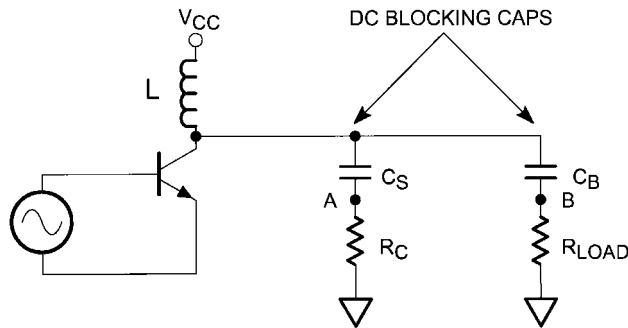 V_CC
DC BLOCKING CAPS
L
C_S
C_B
A
B
R_C
R_LOAD